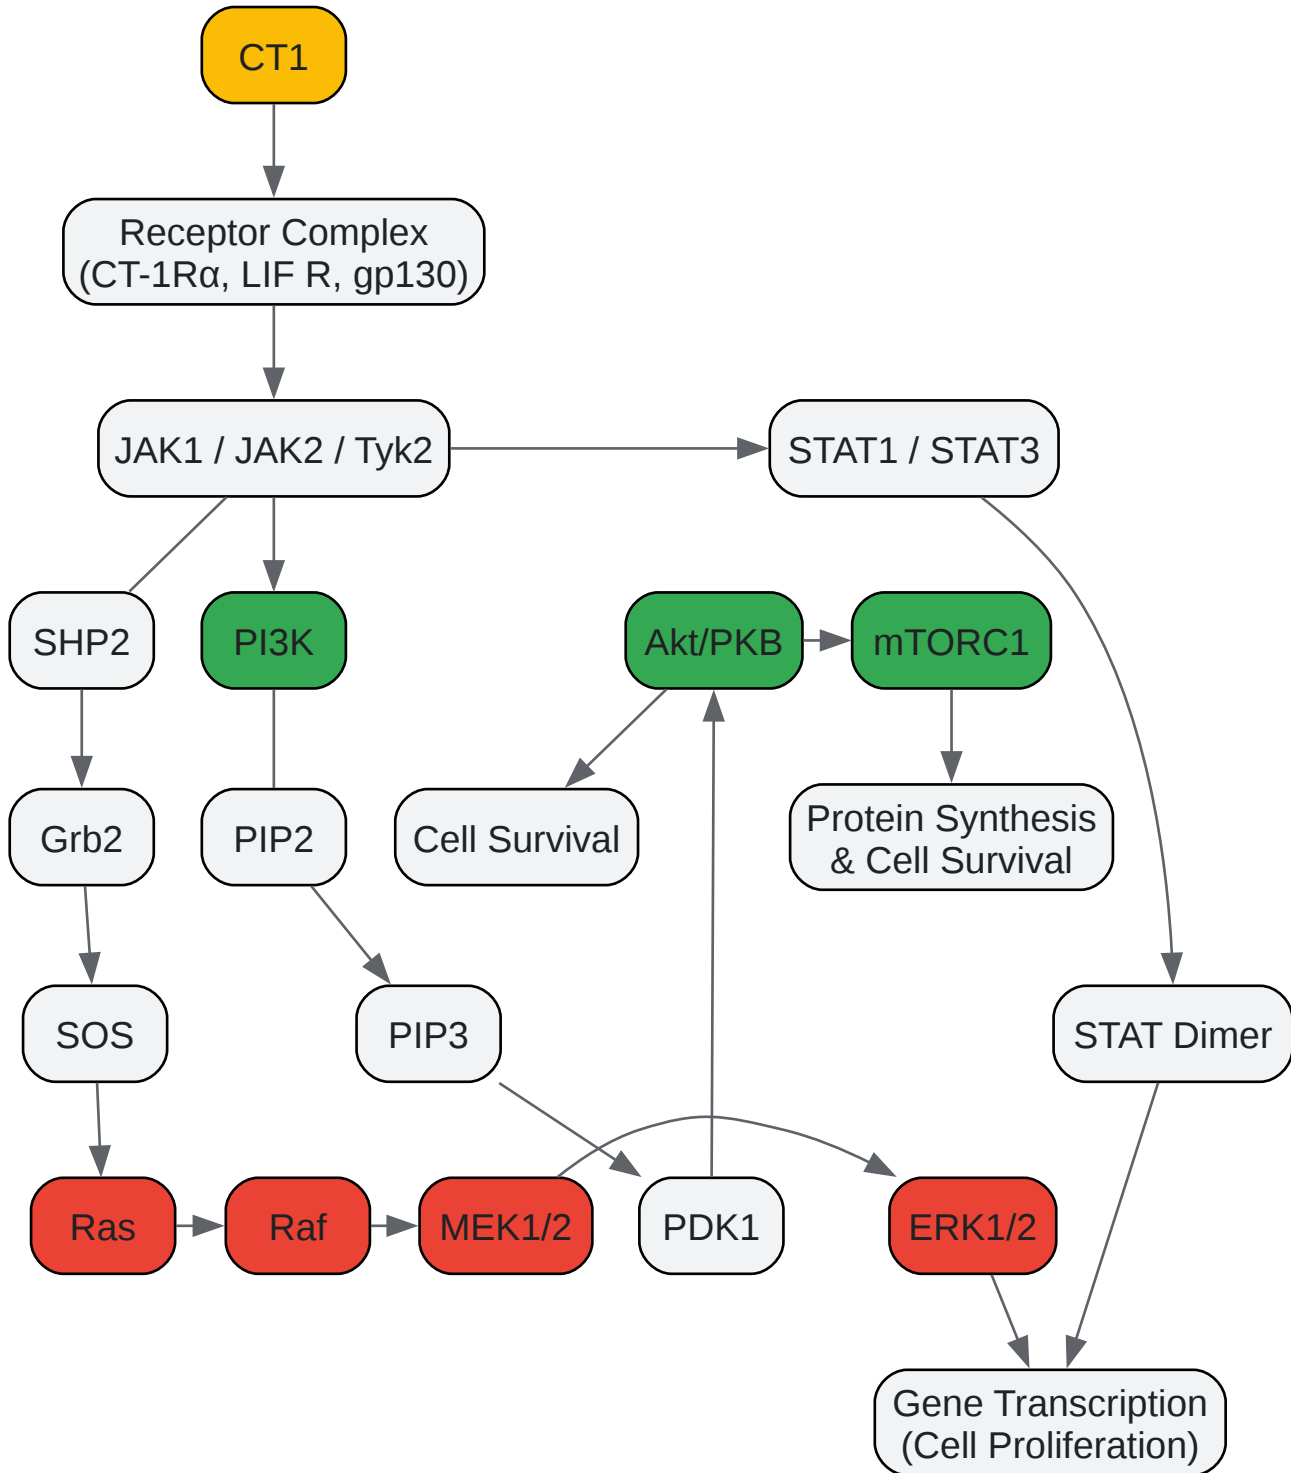 CT1
Receptor Complex
(CT-1Rα, LIF R, gp130)
JAK1 / JAK2 / Tyk2
STAT1 / STAT3
SHP2
PI3K
Akt/PKB
mTORC1
Grb2
PIP2
Cell Survival
Protein Synthesis
& Cell Survival
SOS
PIP3
STAT Dimer
Ras
Raf
MEK1/2
PDK1
ERK1/2
Gene Transcription
(Cell Proliferation)